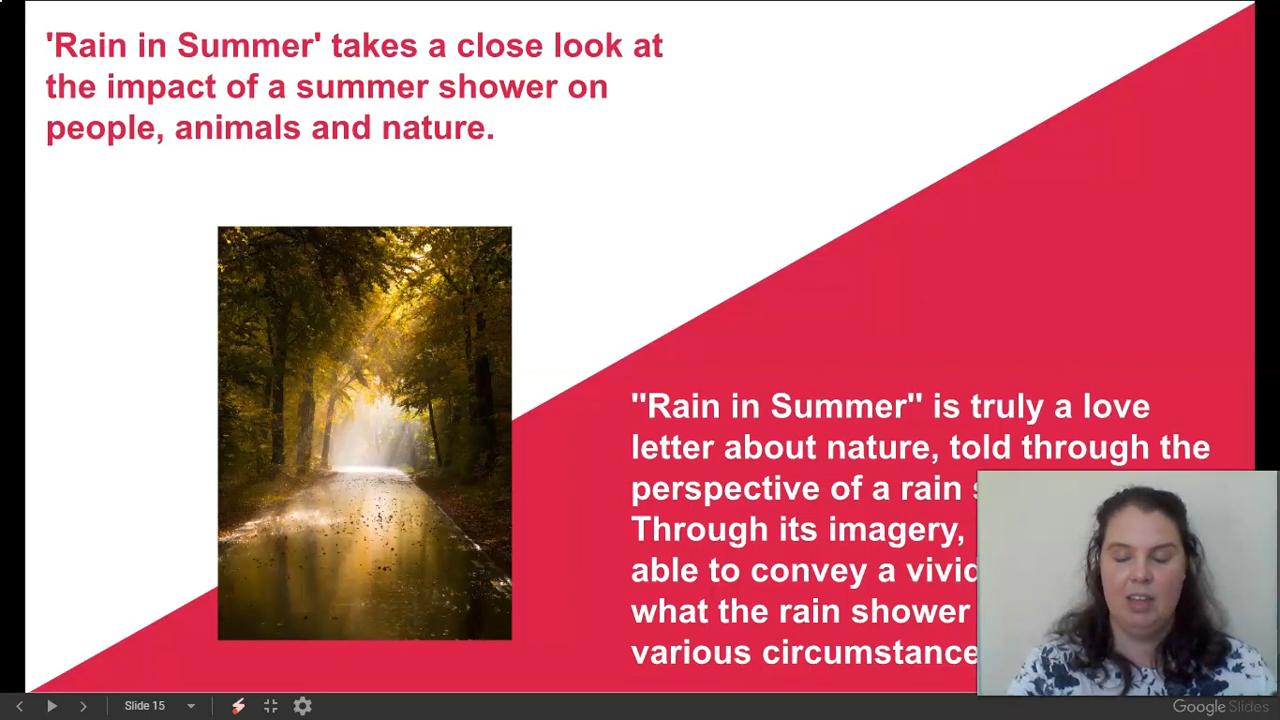 'Rain in Summer' takes a close look at
the impact of a summer shower on
people, animals and nature.
"Rain in Summer" is truly a love
letter about nature, told through the
perspective of a rain
Through its imagery,
able to convey a vivid
what the rain shower
various circumstance
Slide 15
Google Slides